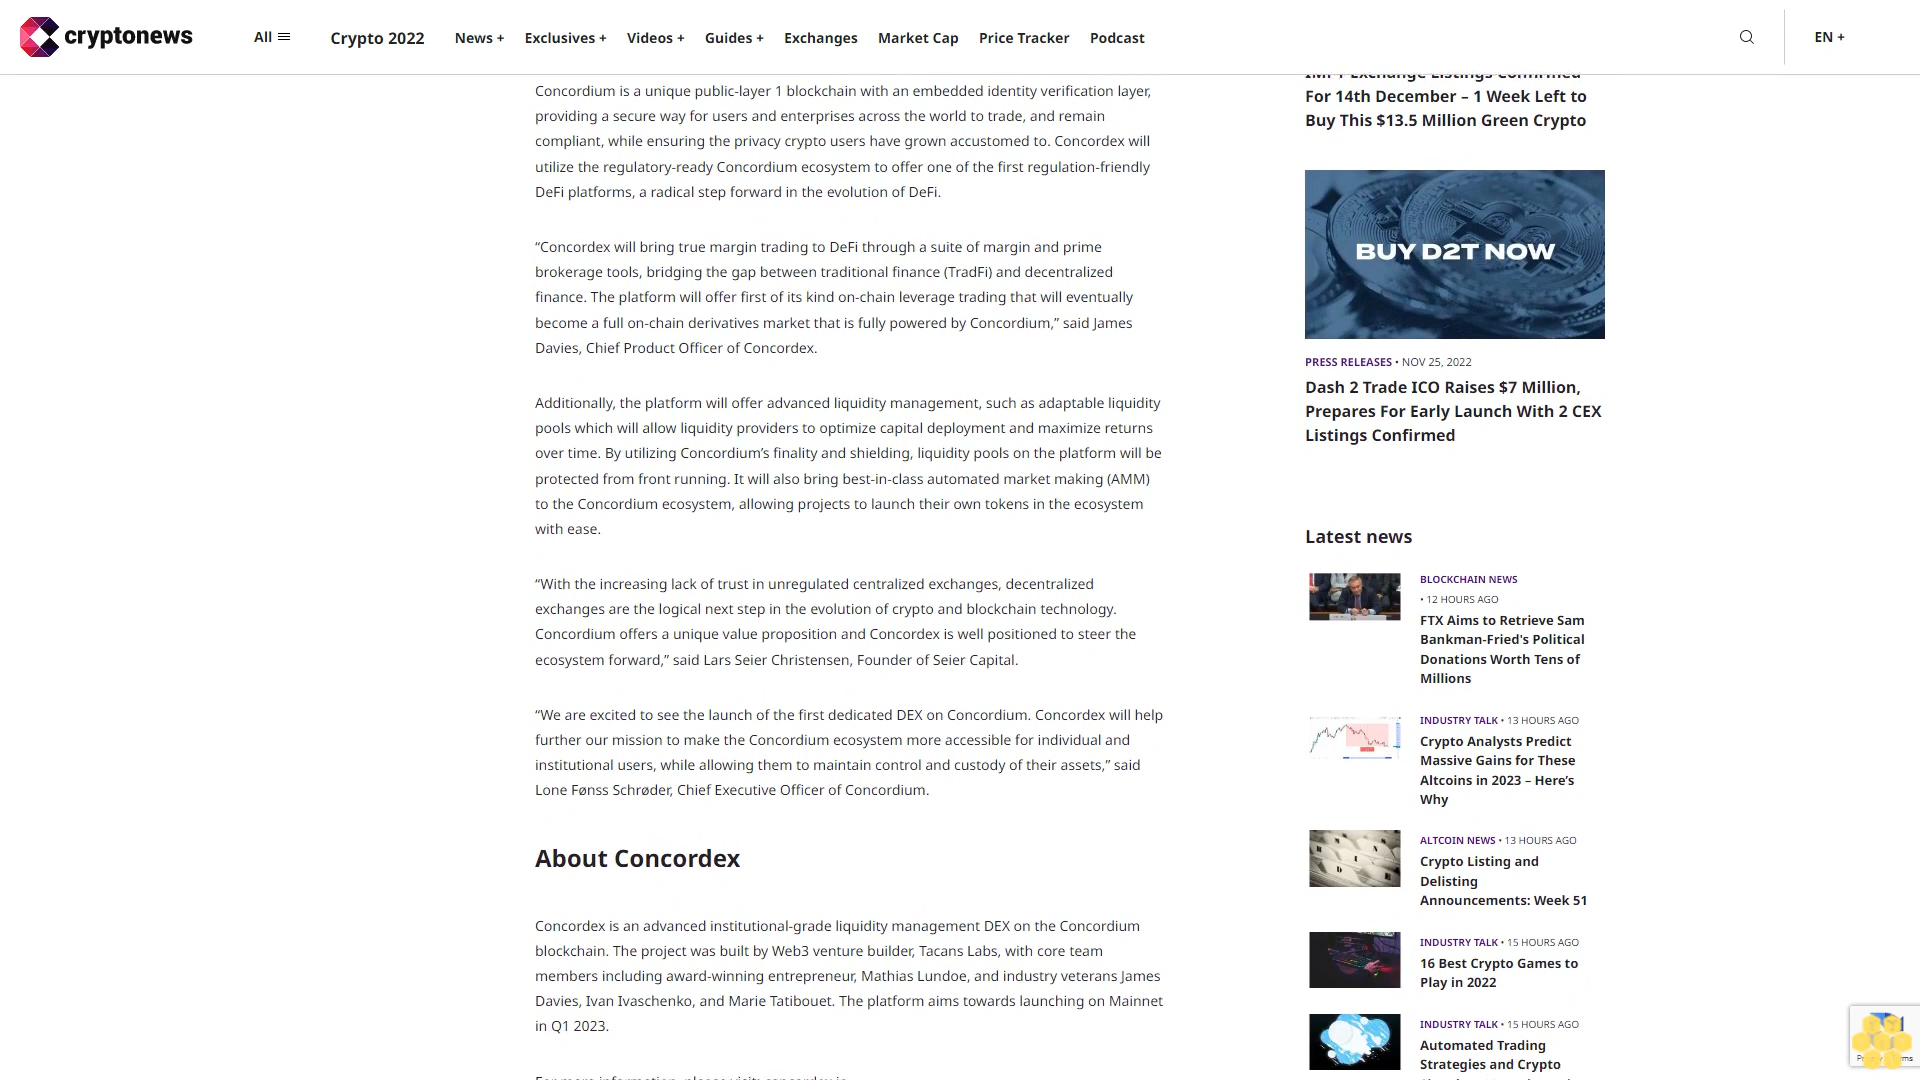 cryptonews
All
Crypto 2022
News +
Exclusives +
Videos +
Guides +
Exchanges
Market Cap
Price Tracker
Podcast
EN +
Concordium is a unique public-layer 1 blockchain with an embedded identity verification layer,
providing a secure way for users and enterprises across the world to trade, and remain
compliant, while ensuring the privacy crypto users have grown accustomed to. Concordex will
utilize the regulatory-ready Concordium ecosystem to offer one of the first regulation-friendly
DeFi platforms, a radical step forward in the evolution of DeFi.
“Concordex will bring true margin trading to DeFi through a suite of margin and prime
brokerage tools, bridging the gap between traditional finance (TradFi) and decentralized
finance. The platform will offer first of its kind on-chain leverage trading that will eventually
become a full on-chain derivatives market that is fully powered by Concordium,” said James
Davies, Chief Product Officer of Concordex.
Additionally, the platform will offer advanced liquidity management, such as adaptable liquidity
pools which will allow liquidity providers to optimize capital deployment and maximize returns
over time. By utilizing Concordium’s finality and shielding, liquidity pools on the platform will be
protected from front running. It will also bring best-in-class automated market making (AMM)
to the Concordium ecosystem, allowing projects to launch their own tokens in the ecosystem
with ease.
“With the increasing lack of trust in unregulated centralized exchanges, decentralized
exchanges are the logical next step in the evolution of crypto and blockchain technology.
Concordium offers a unique value proposition and Concordex is well positioned to steer the
ecosystem forward,” said Lars Seier Christensen, Founder of Seier Capital.
“We are excited to see the launch of the first dedicated DEX on Concordium. Concordex will help
further our mission to make the Concordium ecosystem more accessible for individual and
institutional users, while allowing them to maintain control and custody of their assets,” said
Lone Fønss Schrøder, Chief Executive Officer of Concordium.
About Concordex
Concordex is an advanced institutional-grade liquidity management DEX on the Concordium
blockchain. The project was built by Web3 venture builder, Tacans Labs, with core team
members including award-winning entrepreneur, Mathias Lundoe, and industry veterans James
Davies, Ivan Ivaschenko, and Marie Tatibouet. The platform aims towards launching on Mainnet
in Q1 2023.
For more information, please visit: concordex.io
IMPT Exchange Listings Confirmed
For 14th December – 1 Week Left to
Buy This $13.5 Million Green Crypto
BUY D2T NOW
PRESS RELEASES • NOV 25, 2022
Dash 2 Trade ICO Raises $7 Million,
Prepares For Early Launch With 2 CEX
Listings Confirmed
Latest news
BLOCKCHAIN NEWS
• 12 HOURS AGO
FTX Aims to Retrieve Sam
Bankman-Fried's Political
Donations Worth Tens of
Millions
INDUSTRY TALK • 13 HOURS AGO
Crypto Analysts Predict
Massive Gains for These
Altcoins in 2023 – Here’s
Why
ALTCOIN NEWS • 13 HOURS AGO
Crypto Listing and
Delisting
Announcements: Week 51
INDUSTRY TALK • 15 HOURS AGO
16 Best Crypto Games to
Play in 2022
INDUSTRY TALK • 15 HOURS AGO
Automated Trading
Strategies and Crypto